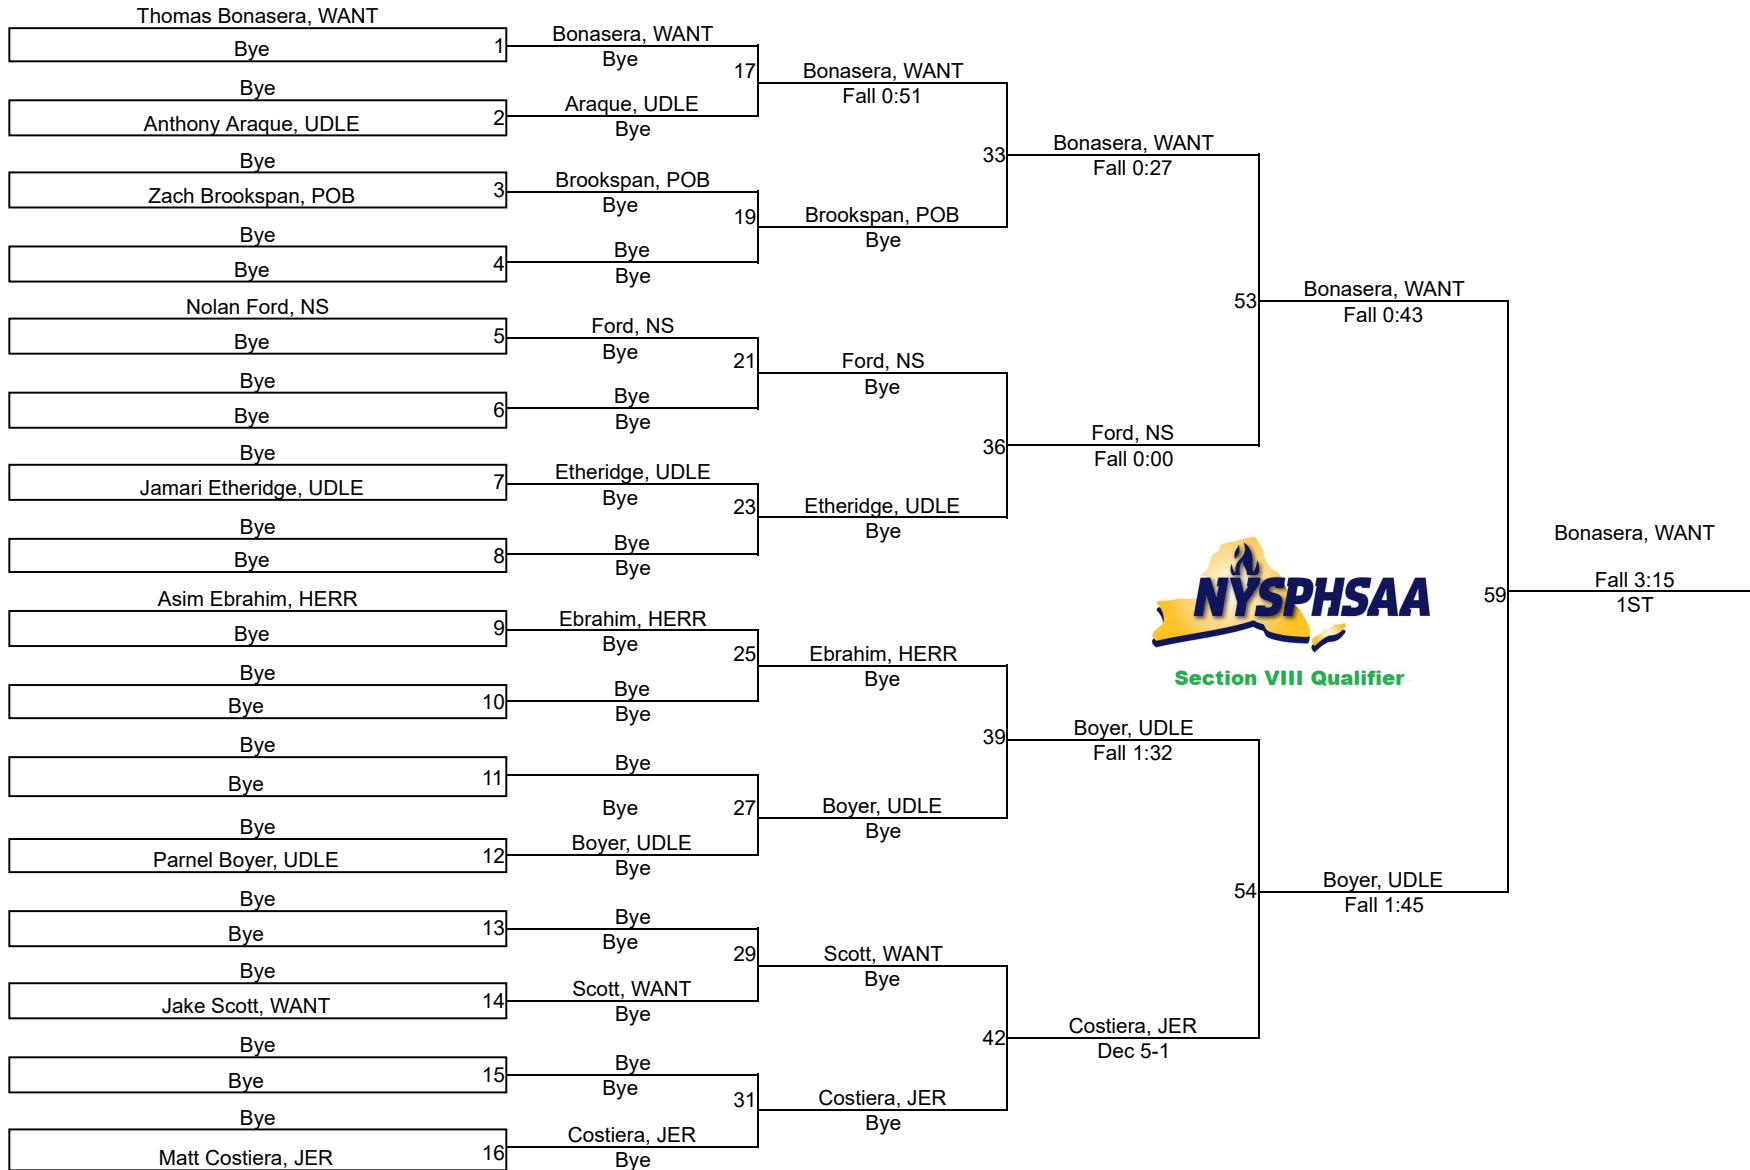 Thomas Bonasera, WANT
Bye
1
Bye
Anthony Araque, UDLE
2
Bye
Zach Brookspan, POB
3
Bye
Bye
4
Nolan Ford, NS
Bye
5
Bye
Bye
6
Bye
Jamari Etheridge, UDLE
7
Bye
Bye
8
Asim Ebrahim, HERR
Bye
9
Bye
Bye
10
Bye
Bye
11
Bye
Parnel Boyer, UDLE
12
Bye
Bye
13
Bye
Jake Scott, WANT
14
Bye
Bye
15
Bye
Matt Costiera, JER
16
Bonasera, WANT
Bye
17
Araque, UDLE
Bye
Brookspan, POB
Bye
19
Bye
Bye
Ford, NS
Bye
21
Bye
Bye
Etheridge, UDLE
Bye
23
Bye
Bye
Ebrahim, HERR
Bye
25
Bye
Bye
Bye
Bye
27
Boyer, UDLE
Bye
Bye
Bye
29
Scott, WANT
Bye
Bye
Bye
31
Costiera, JER
Bye
Bonasera, WANT
Fall 0:51
33
Brookspan, POB
Bye
Ford, NS
Bye
36
Etheridge, UDLE
Bye
Ebrahim, HERR
Bye
39
Boyer, UDLE
Bye
Scott, WANT
Bye
42
Costiera, JER
Bye
Bonasera, WANT
Fall 0:27
53
Ford, NS
Fall 0:00
Boyer, UDLE
Fall 1:32
54
Costiera, JER
Dec 5-1
Bonasera, WANT
Fall 0:43
59
Boyer, UDLE
Fall 1:45
Bonasera, WANT
Fall 3:15
1ST
NYSPHSAA
Section VIII Qualifier